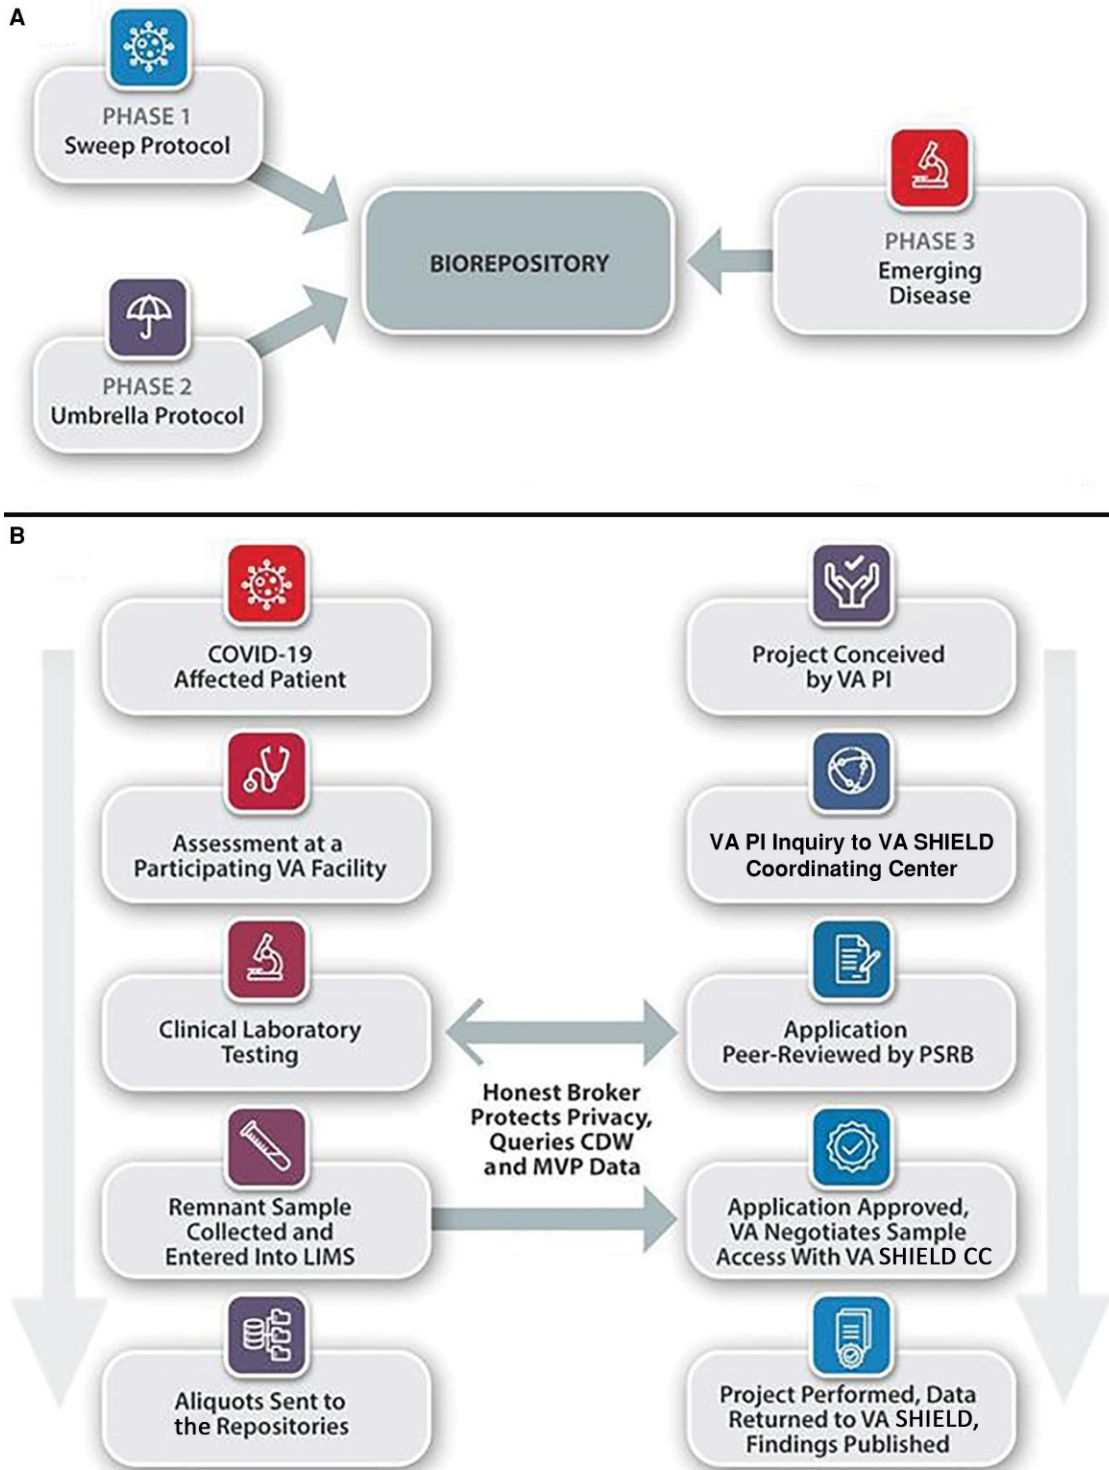 A
PHASE 1
Sweep Protocol
BIOREPOSITORY
PHASE 3
Emerging
Disease
PHASE 2
Umbrella Protocol
B
COVID-19
Affected Patient
Assessment at a
Participating VA Facility
Clinical Laboratory
Testing
Remnant Sample
Collected and
Entered Into LIMS
Aliquots Sent to
the Repositories
Honest Broker
Protects Privacy,
Queries CDW
and MVP Data
Project Conceived
by VA PI
VA PI Inquiry to VA SHIELD
Coordinating Center
Application
Peer-Reviewed by PSRB
Application Approved,
VA Negotiates Sample
Access With VA SHIELD CC
Project Performed, Data
Returned to VA SHIELD,
Findings Published